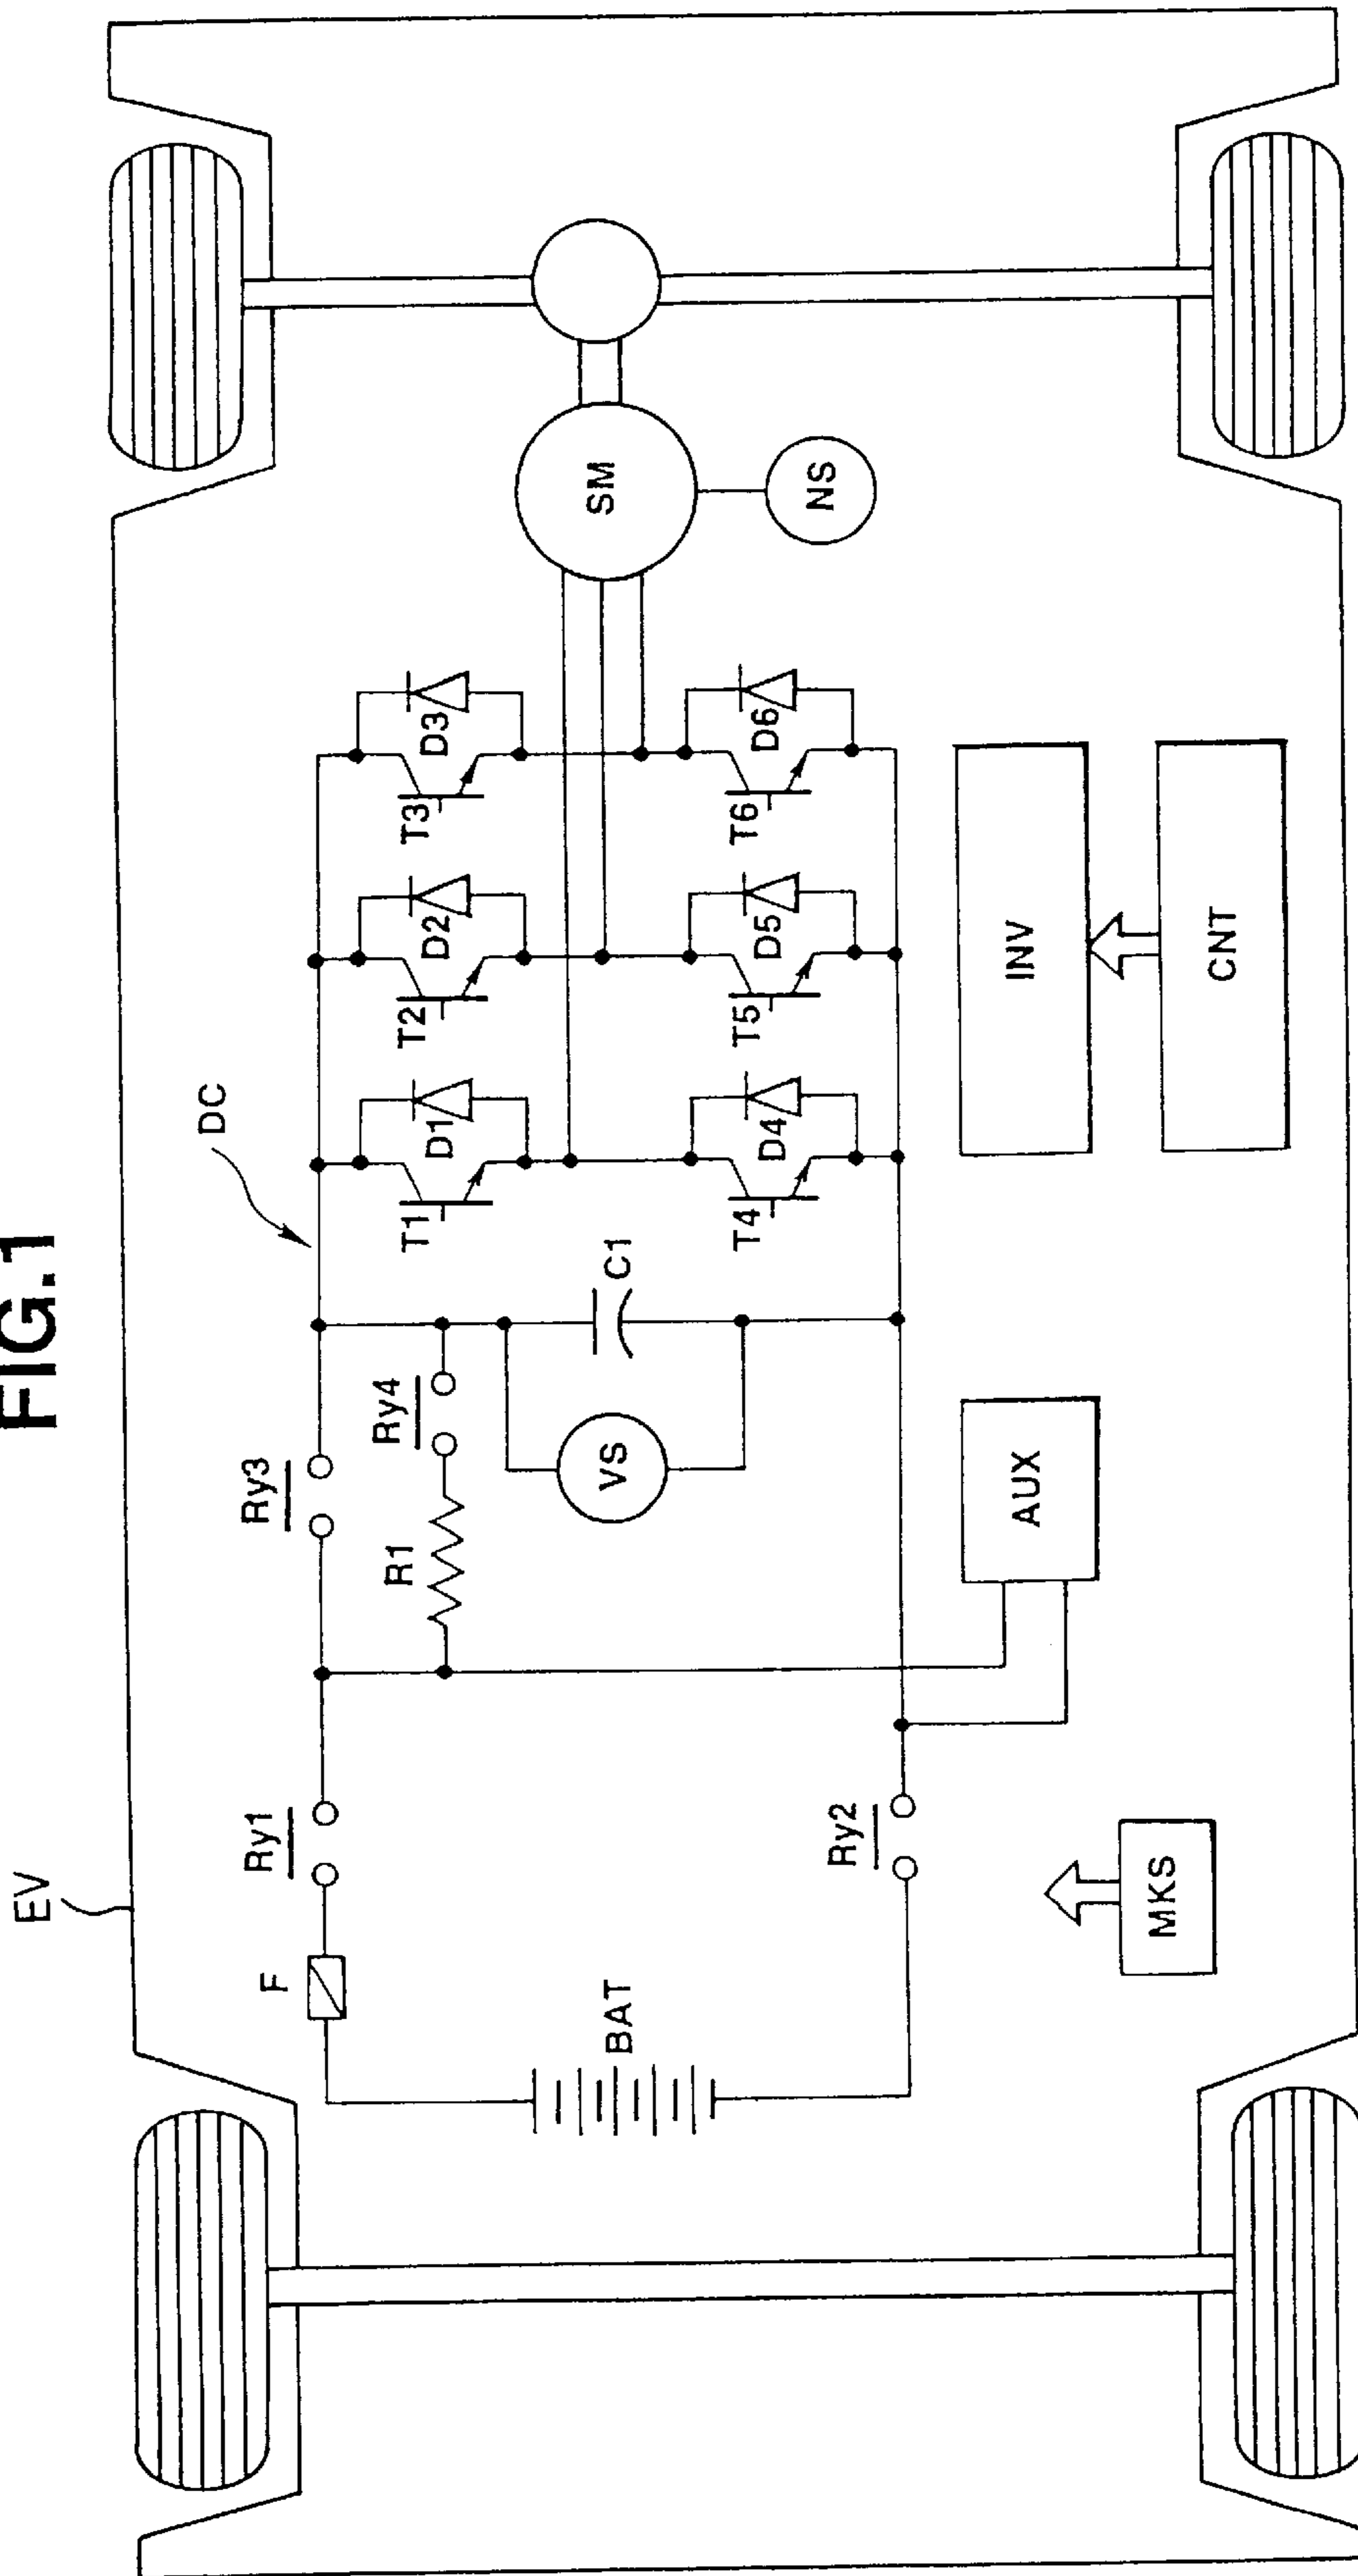 FIG.1
EV
DC
F
Ry1
Ry3
R1
Ry4
T1
D1
T2
D2
T3
D3
BAT
VS
C1
SM
NS
Ry2
T4
D4
T5
D5
T6
D6
AUX
INV
MKS
CNT